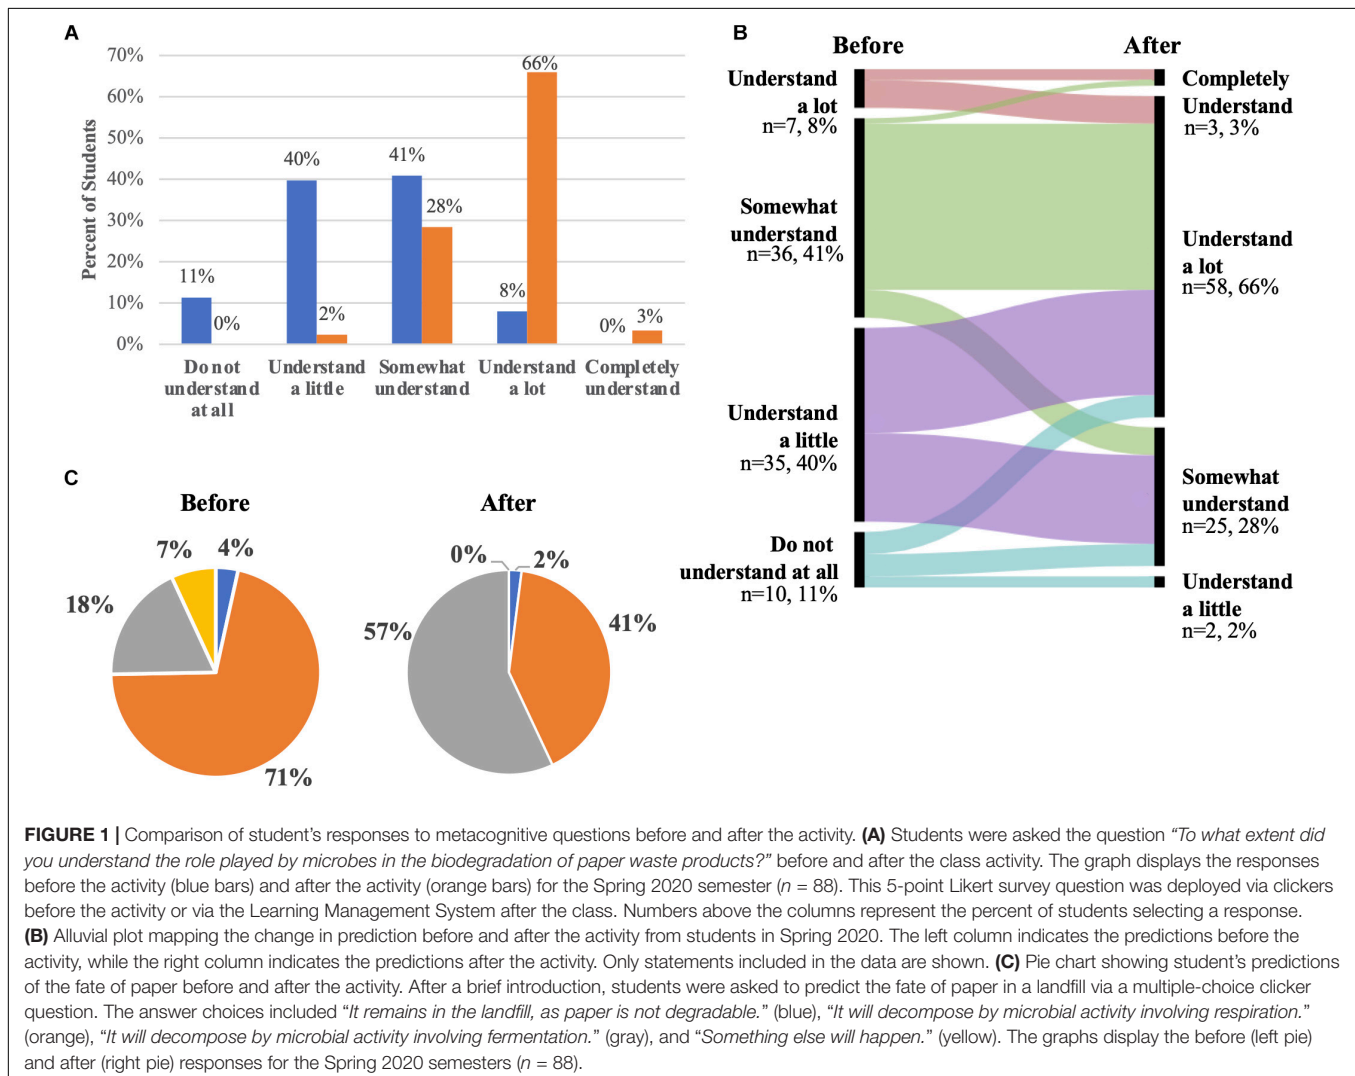 A
70%
60%
50%
40%
30%
20%
10%
0%
Percent of Students
11%
0%
40%
2%
41%
28%
8%
66%
0%
3%
Do not
understand
at all
Understand
a little
Somewhat
understand
Understand
a lot
Completely
understand
B
Before
After
Understand
a lot
n=7, 8%
Somewhat
understand
n=36, 41%
Understand
a little
n=35, 40%
Do not
understand at all
n=10, 11%
Completely
Understand
n=3, 3%
Understand
a lot
n=58, 66%
Somewhat
understand
n=25, 28%
Understand
a little
n=2, 2%
C
Before
7%
4%
18%
71%
After
0%
2%
57%
41%
FIGURE 1 | Comparison of student's responses to metacognitive questions before and after the activity. (A) Students were asked the question "To what extent did
you understand the role played by microbes in the biodegradation of paper waste products?" before and after the class activity. The graph displays the responses
before the activity (blue bars) and after the activity (orange bars) for the Spring 2020 semester (n = 88). This 5-point Likert survey question was deployed via clickers
before the activity or via the Learning Management System after the class. Numbers above the columns represent the percent of students selecting a response.
(B) Alluvial plot mapping the change in prediction before and after the activity from students in Spring 2020. The left column indicates the predictions before the
activity, while the right column indicates the predictions after the activity. Only statements included in the data are shown. (C) Pie chart showing student's predictions
of the fate of paper before and after the activity. After a brief introduction, students were asked to predict the fate of paper in a landfill via a multiple-choice clicker
question. The answer choices included "It remains in the landfill, as paper is not degradable." (blue), "It will decompose by microbial activity involving respiration."
(orange), "It will decompose by microbial activity involving fermentation." (gray), and "Something else will happen." (yellow). The graphs display the before (left pie)
and after (right pie) responses for the Spring 2020 semesters (n = 88).